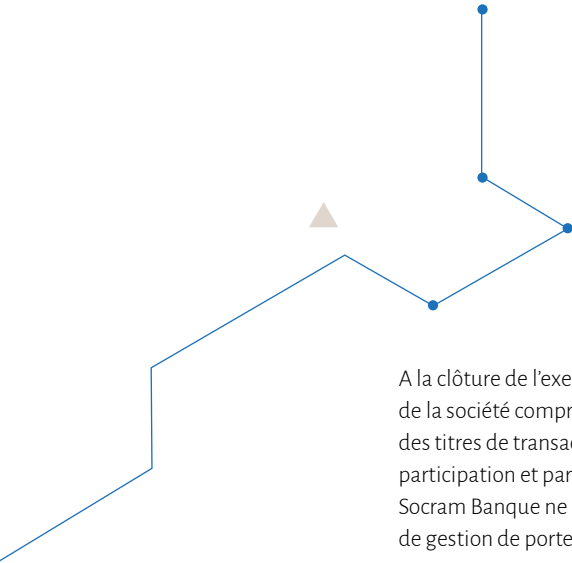 A la clôture de l’exe
de la société compr
des titres de transac
participation et par
Socram Banque ne
de gestion de porte